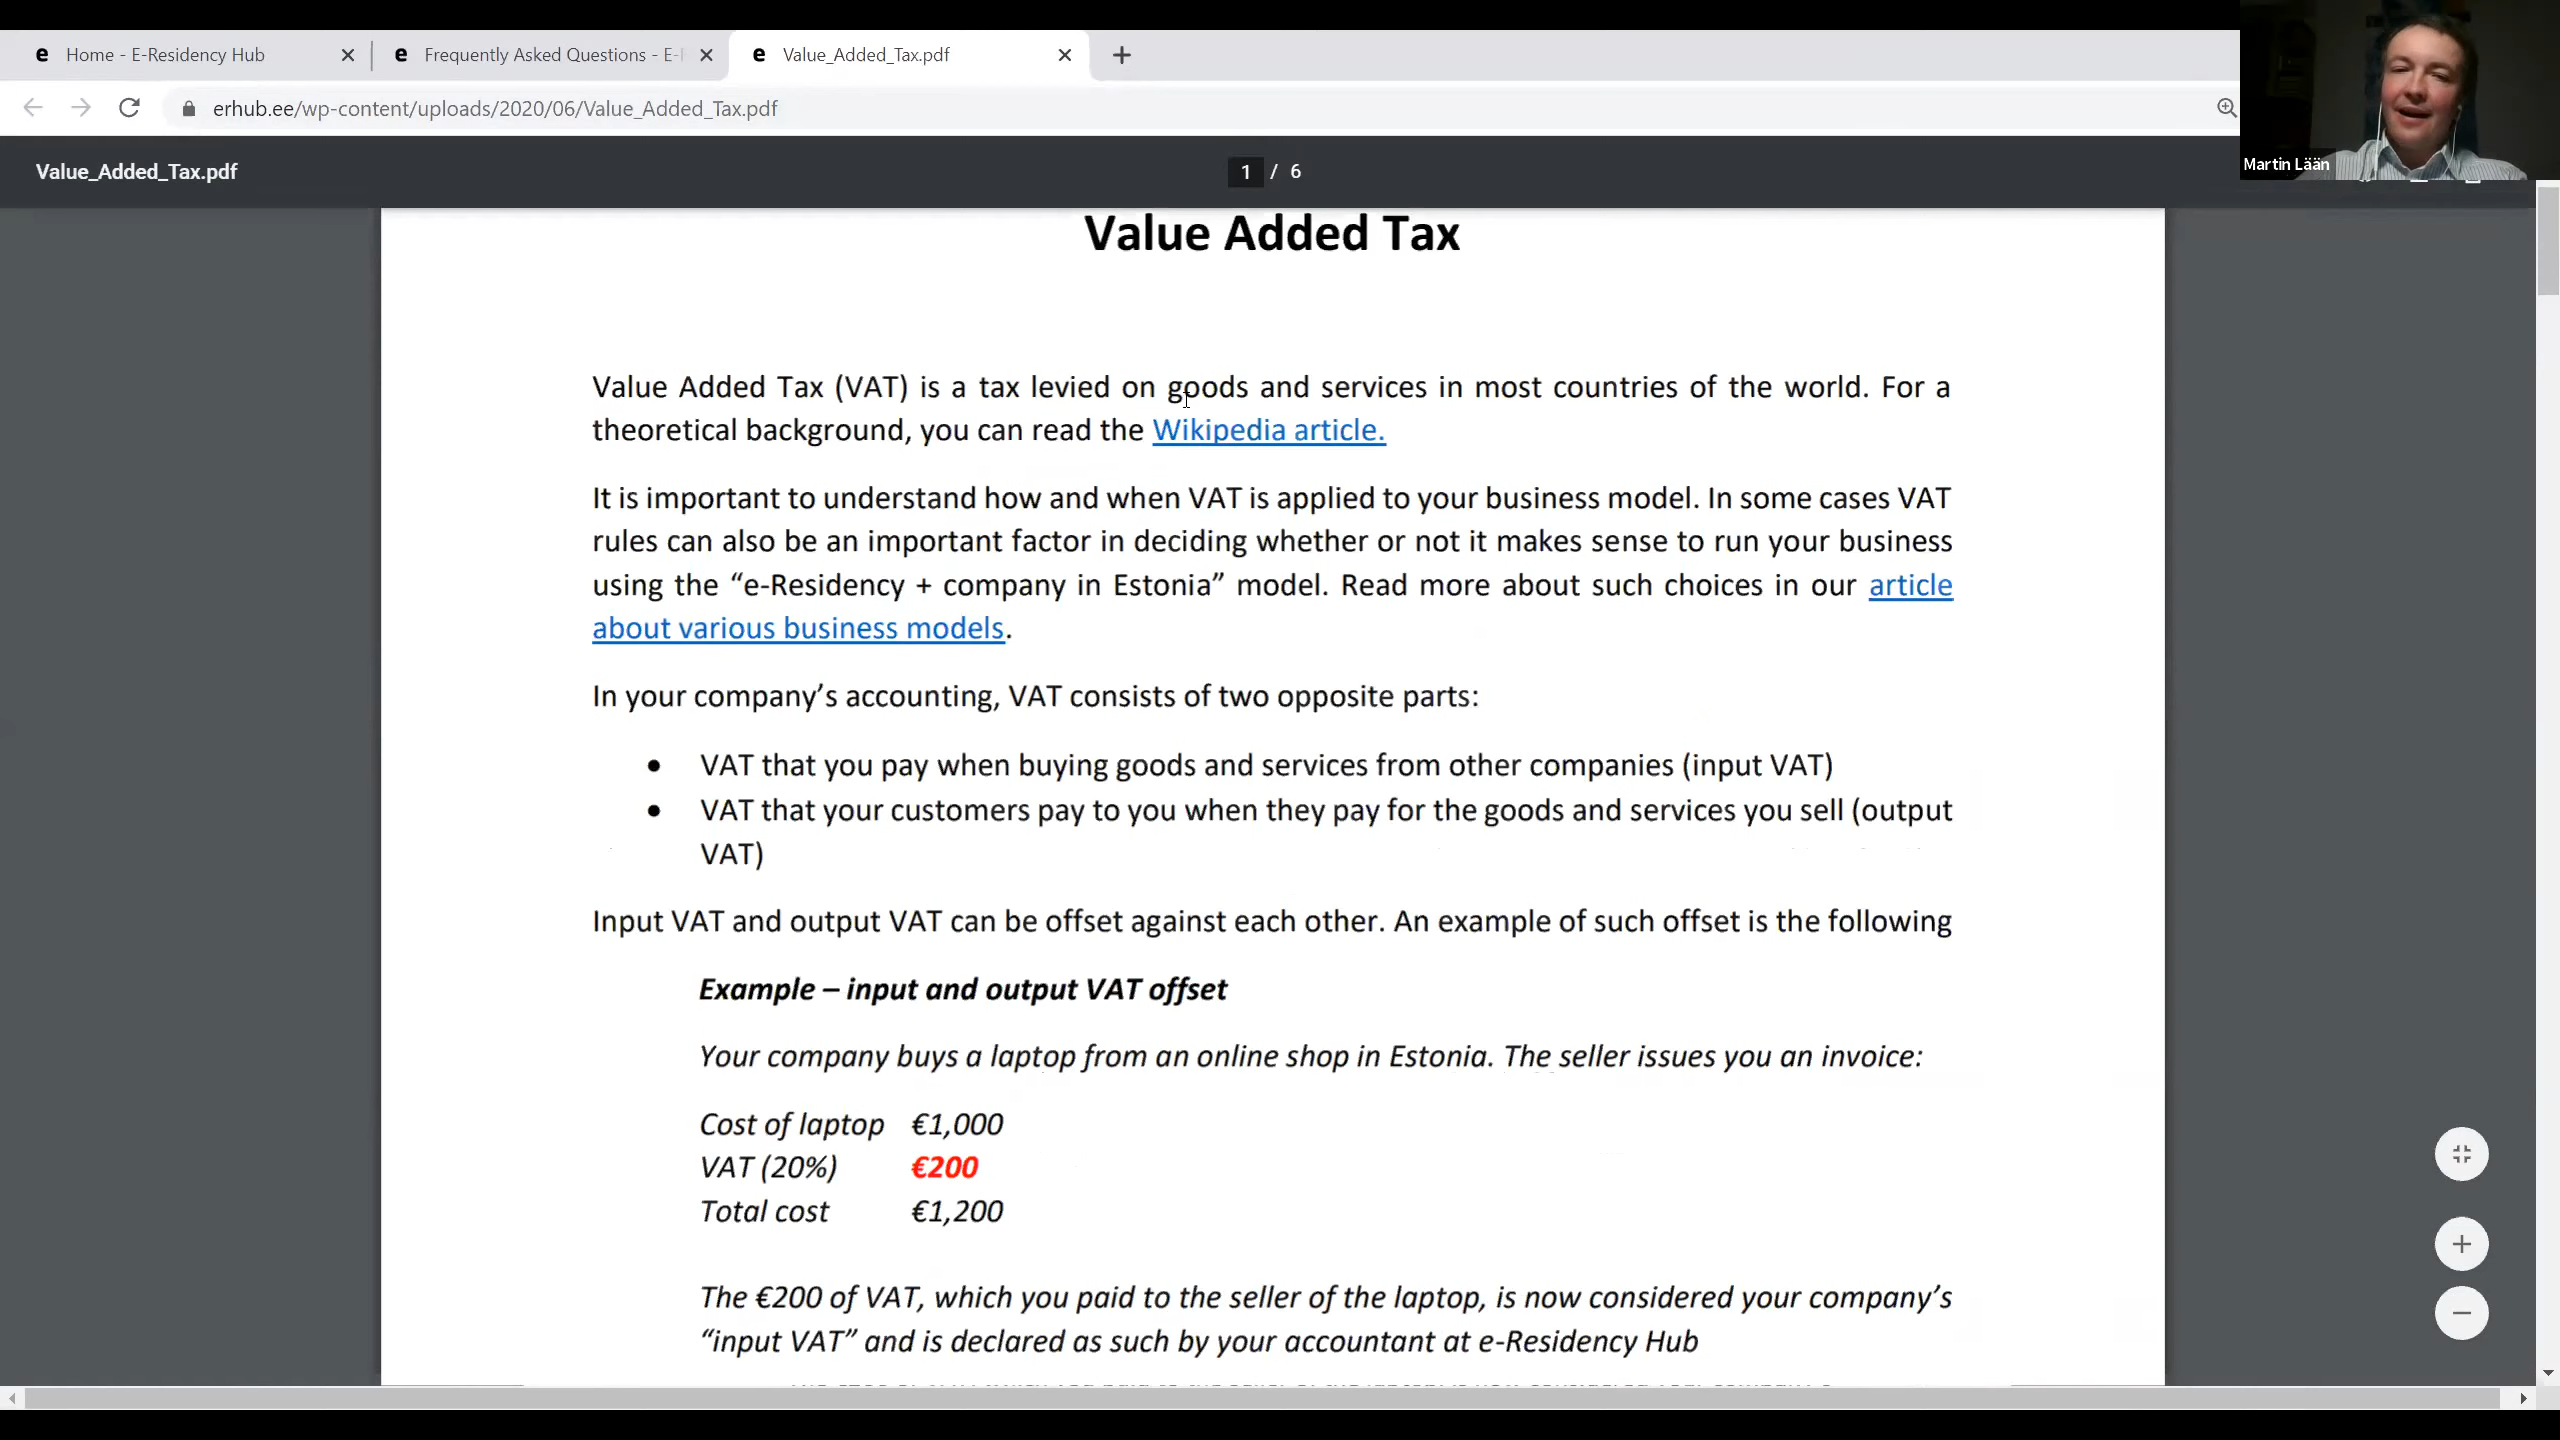 Home - E-Residency Hub
Frequently Asked Questions - E-
Value_Added_Tax.pdf
erhub.ee/wp-content/uploads/2020/06/Value_Added_Tax.pdf
Martin Lään
Value_Added_Tax.pdf
1 / 6
Value Added Tax
Value Added Tax (VAT) is a tax levied on goods and services in most countries of the world. For a
theoretical background, you can read the Wikipedia article.
It is important to understand how and when VAT is applied to your business model. In some cases VAT
rules can also be an important factor in deciding whether or not it makes sense to run your business
using the “e-Residency + company in Estonia” model. Read more about such choices in our article
about various business models.
In your company’s accounting, VAT consists of two opposite parts:
• VAT that you pay when buying goods and services from other companies (input VAT)
• VAT that your customers pay to you when they pay for the goods and services you sell (output
VAT)
Input VAT and output VAT can be offset against each other. An example of such offset is the following
Example – input and output VAT offset
Your company buys a laptop from an online shop in Estonia. The seller issues you an invoice:
Cost of laptop €1,000
VAT (20%) €200
Total cost €1,200
The €200 of VAT, which you paid to the seller of the laptop, is now considered your company’s
“input VAT” and is declared as such by your accountant at e-Residency Hub